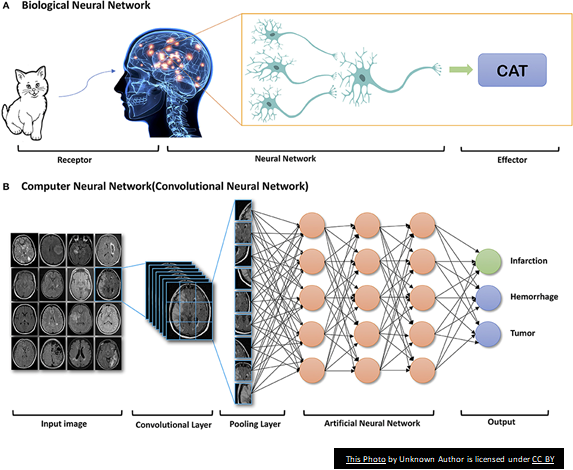 A Biological Neural Network
CAT
Receptor
Neural Network
Effector
B Computer Neural Network(Convolutional Neural Network)
Infarction
Hemorrhage
Tumor
Input image
Convolutional Layer
Pooling Layer
Artificial Neural Network
Output
This Photo by Unknown Author is licensed under CC BY